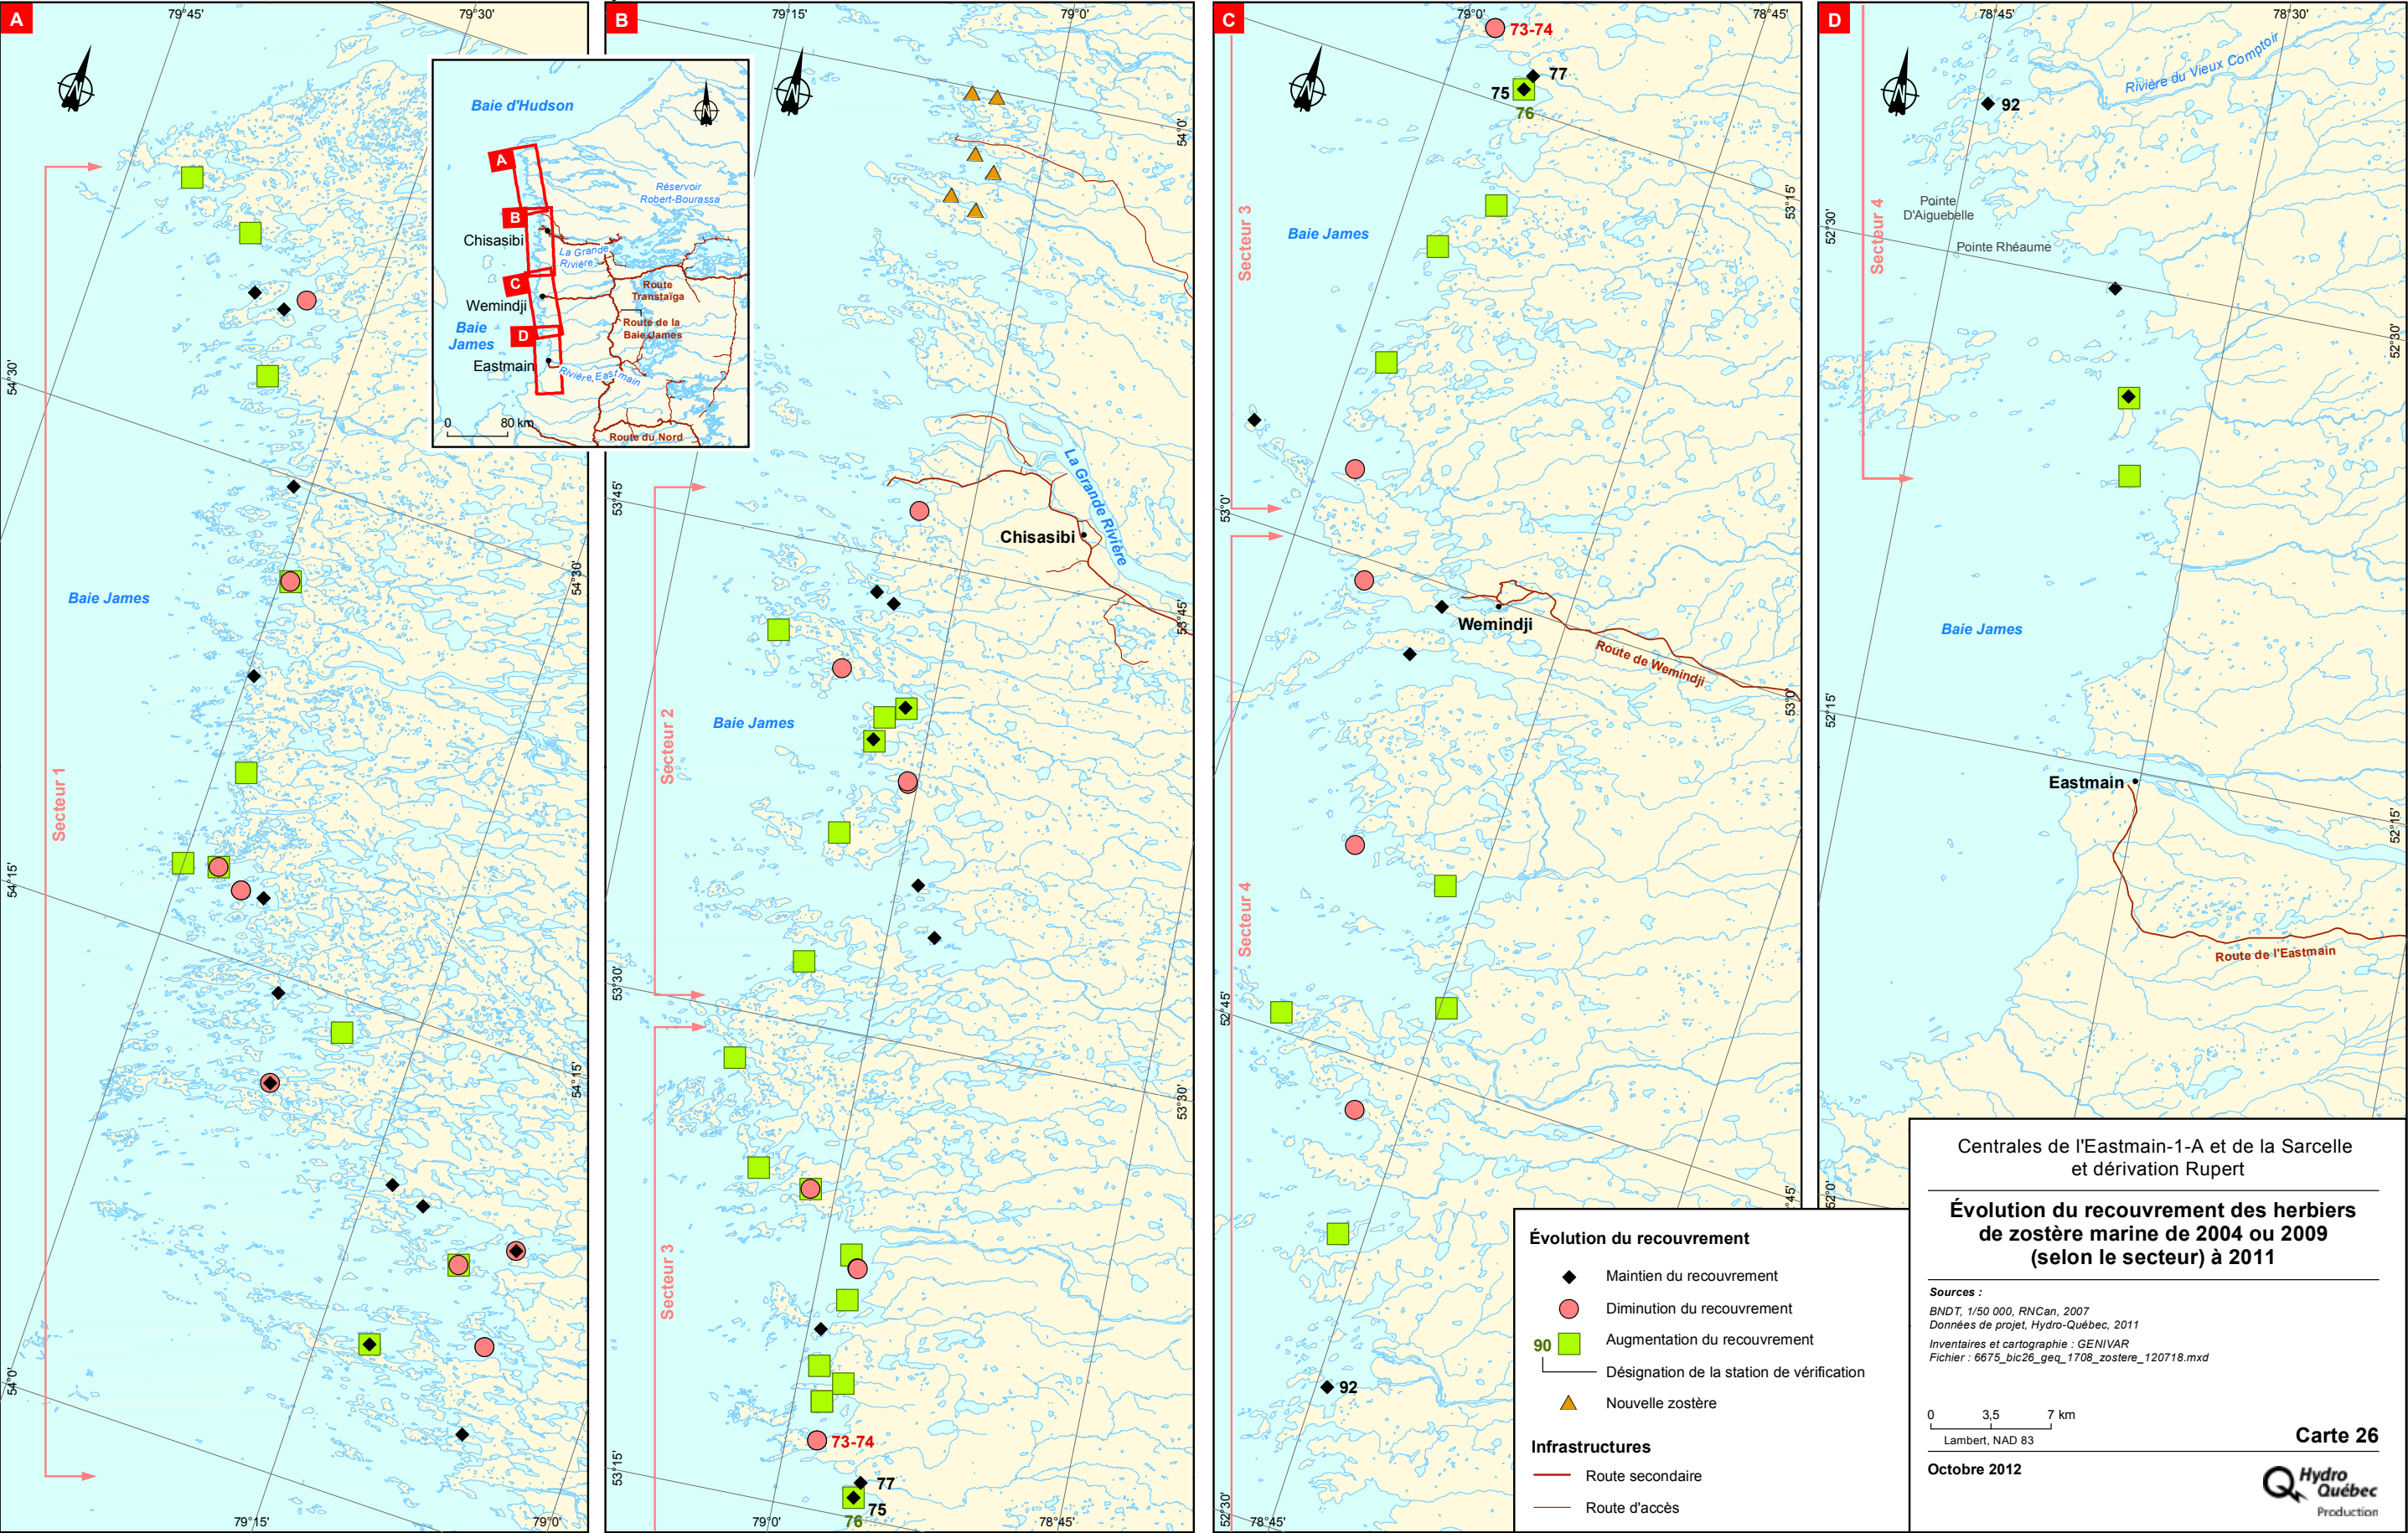 A
79°45'
79°30'
54°30'
54°30'
54°15'
54°15'
54°0'
79°15'
79°0'
Baie James
Secteur 1
Baie d'Hudson
A
B
C
D
Réservoir
Robert-Bourassa
Chisasibi
La Grande
Rivière
Wemindji
Route
Transtaïga
Baie
James
Route de la
Baie James
Eastmain
Rivière Eastmain
0 80 km
Route du Nord
B
79°15'
79°0'
54°0'
53°45'
53°45'
53°30'
53°30'
53°15'
79°0'
78°45'
La Grande Rivière
Chisasibi
Baie James
Secteur 2
Secteur 3
73-74
77
75
76
C
79°0'
78°45'
73-74
77
75
76
53°15'
Baie James
Secteur 3
53°0'
Wemindji
Route de Wemindji
53°0'
Secteur 4
52°45'
52°45'
92
52°30'
78°45'
D
78°45'
78°30'
Rivière du Vieux Comptoir
92
Pointe
D'Aiguebelle
Pointe Rhéaume
52°30'
52°30'
Secteur 4
Baie James
52°15'
52°15'
Eastmain
Route de l'Eastmain
52°0'
Évolution du recouvrement
Maintien du recouvrement
Diminution du recouvrement
90 Augmentation du recouvrement
Désignation de la station de vérification
Nouvelle zostère
Infrastructures
Route secondaire
Route d'accès
Centrales de l'Eastmain-1-A et de la Sarcelle
et dérivation Rupert
Évolution du recouvrement des herbiers
de zostère marine de 2004 ou 2009
(selon le secteur) à 2011
Sources :
BNDT, 1/50 000, RNCan, 2007
Données de projet, Hydro-Québec, 2011
Inventaires et cartographie : GENIVAR
Fichier : 6675_bic26_geq_1708_zostere_120718.mxd
0 3,5 7 km
Lambert, NAD 83
Carte 26
Octobre 2012
Hydro
Québec
Production